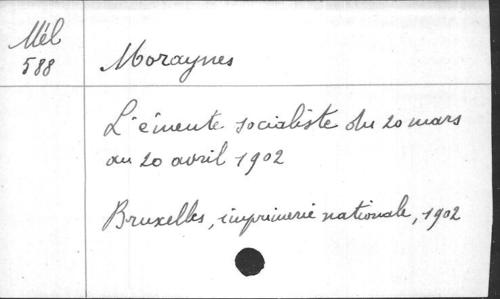 Mél
588
Moraynes
L'émeute socialiste du 20 mars
au 20 avril 1902
Bruxelles, imprimerie nationale, 1902